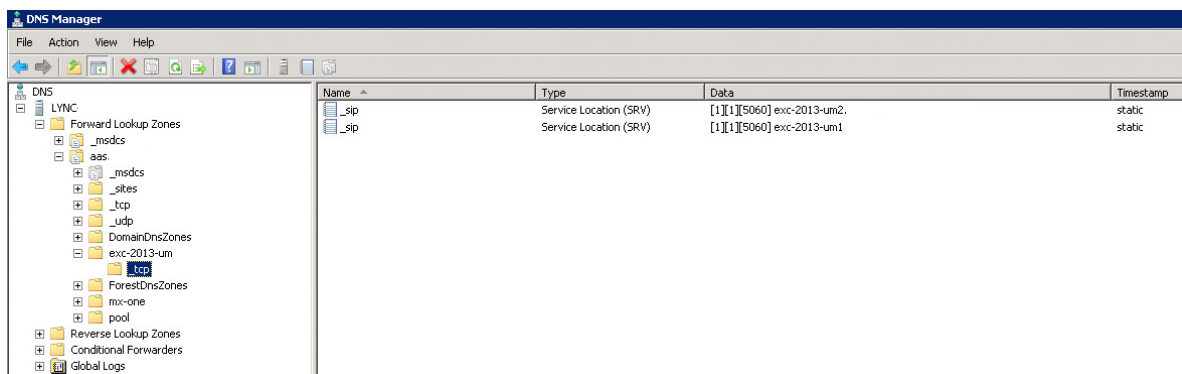 DNS Manager
File Action View Help
DNS
LYNC
Forward Lookup Zones
_msdcs
aas.
_msdcs
_sites
_tcp
_udp
DomainDnsZones
exc-2013-um
_tcp
ForestDnsZones
mx-one
pool
Reverse Lookup Zones
Conditional Forwarders
Global Logs
Name Type Data Timestamp
_sip Service Location (SRV) [1][1][5060] exc-2013-um2. static
_sip Service Location (SRV) [1][1][5060] exc-2013-um1 static